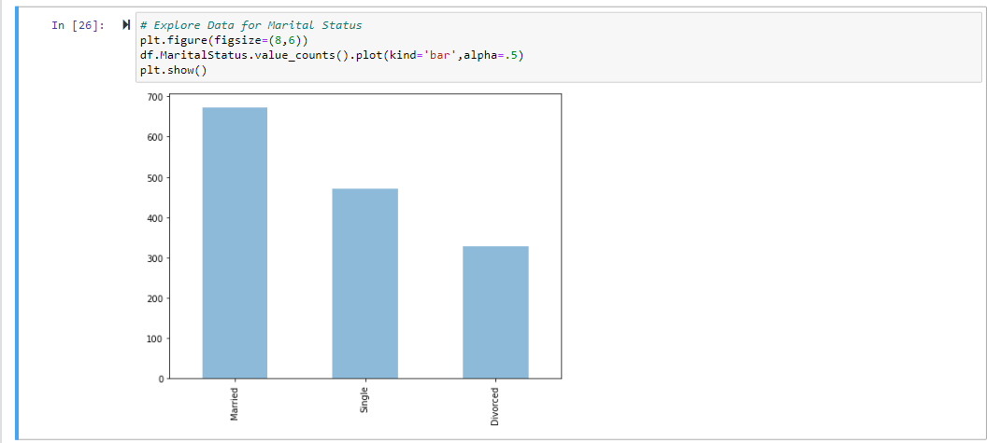 In [26]:
# Explore Data for Marital Status
plt.figure(figsize=(8,6))
df.MaritalStatus.value_counts().plot(kind='bar',alpha=.5)
plt.show()
700
600
500
400
300
200
100
0
Married
Single
Divorced